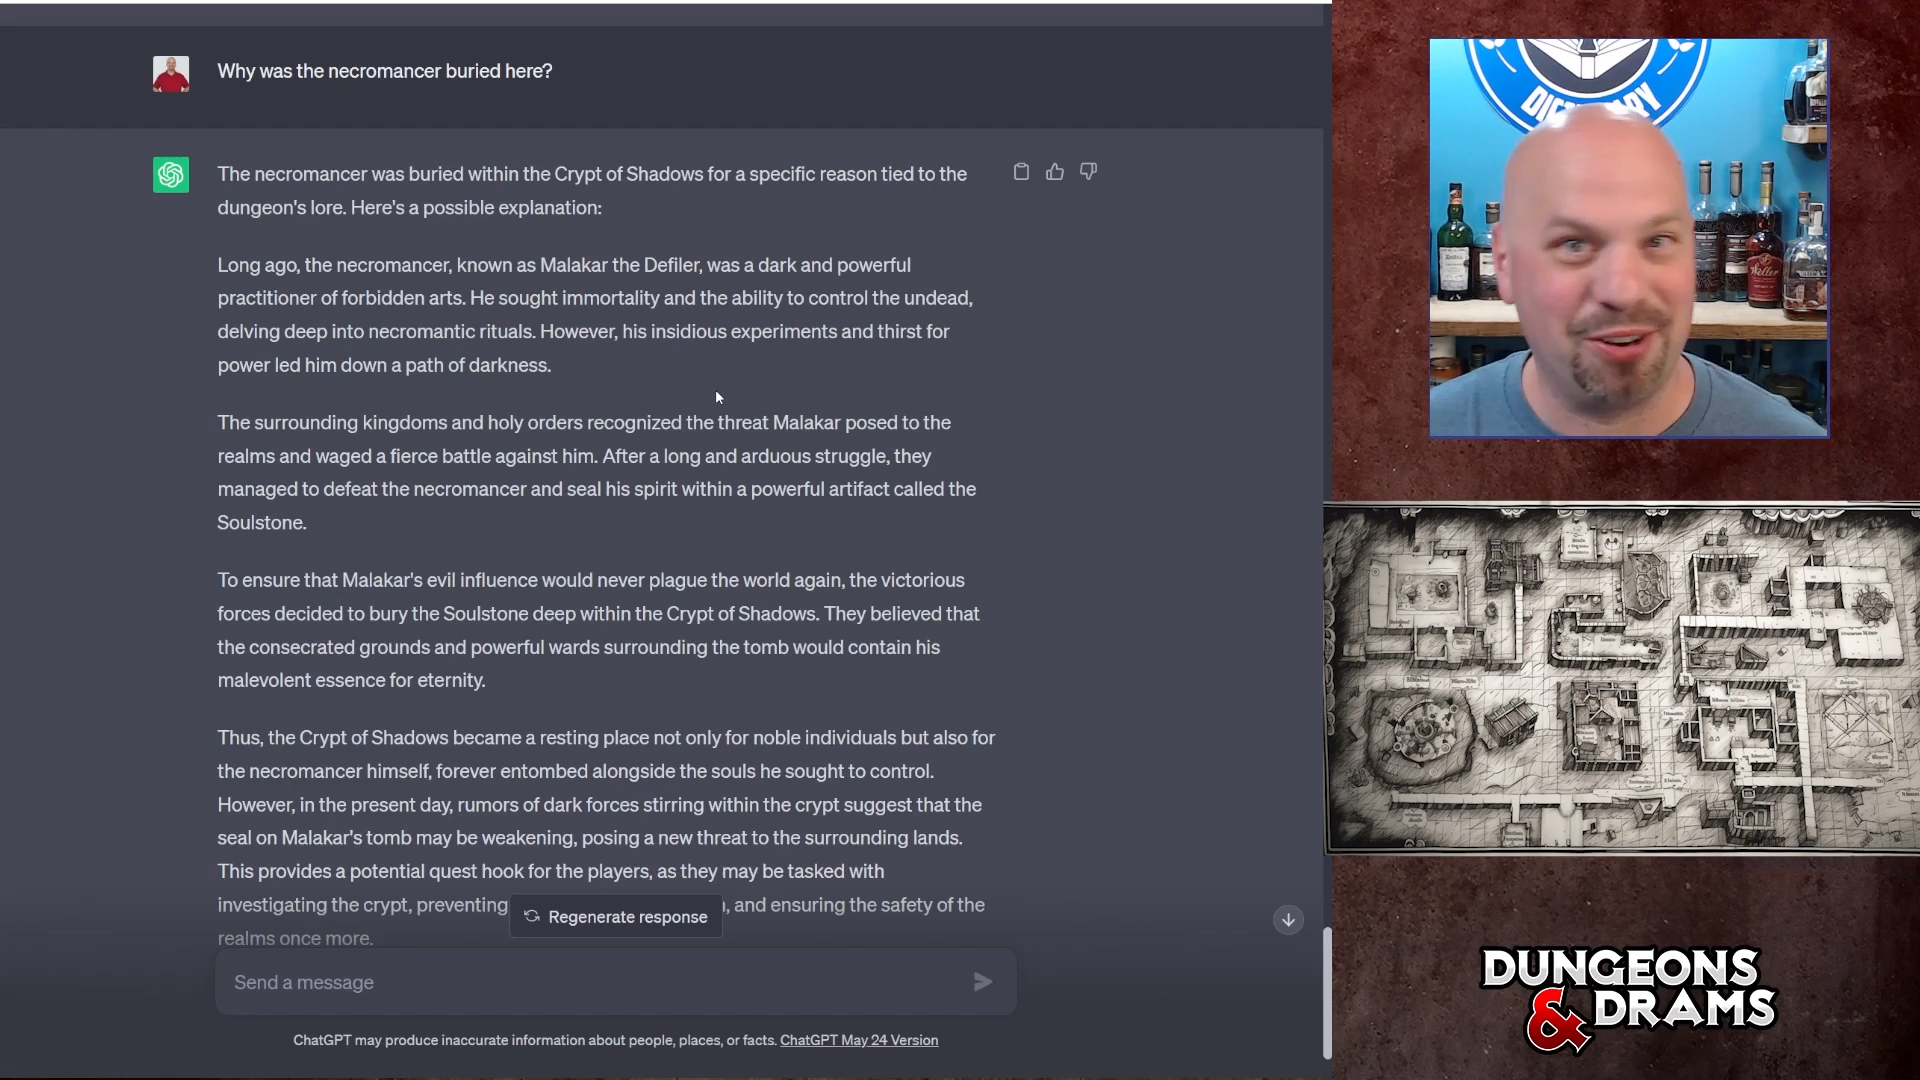 Why was the necromancer buried here?
The necromancer was buried within the Crypt of Shadows for a specific reason tied to the
dungeon's lore. Here's a possible explanation:
Long ago, the necromancer, known as Malakar the Defiler, was a dark and powerful
practitioner of forbidden arts. He sought immortality and the ability to control the undead,
delving deep into necromantic rituals. However, his insidious experiments and thirst for
power led him down a path of darkness.
The surrounding kingdoms and holy orders recognized the threat Malakar posed to the
realms and waged a fierce battle against him. After a long and arduous struggle, they
managed to defeat the necromancer and seal his spirit within a powerful artifact called the
Soulstone.
To ensure that Malakar's evil influence would never plague the world again, the victorious
forces decided to bury the Soulstone deep within the Crypt of Shadows. They believed that
the consecrated grounds and powerful wards surrounding the tomb would contain his
malevolent essence for eternity.
Thus, the Crypt of Shadows became a resting place not only for noble individuals but also for
the necromancer himself, forever entombed alongside the souls he sought to control.
However, in the present day, rumors of dark forces stirring within the crypt suggest that the
seal on Malakar's tomb may be weakening, posing a new threat to the surrounding lands.
This provides a potential quest hook for the players, as they may be tasked with
investigating the crypt, preventing , and ensuring the safety of the
realms once more.
Regenerate response
Send a message
ChatGPT may produce inaccurate information about people, places, or facts. ChatGPT May 24 Version
Weller
DUNGEONS
& DRAMS